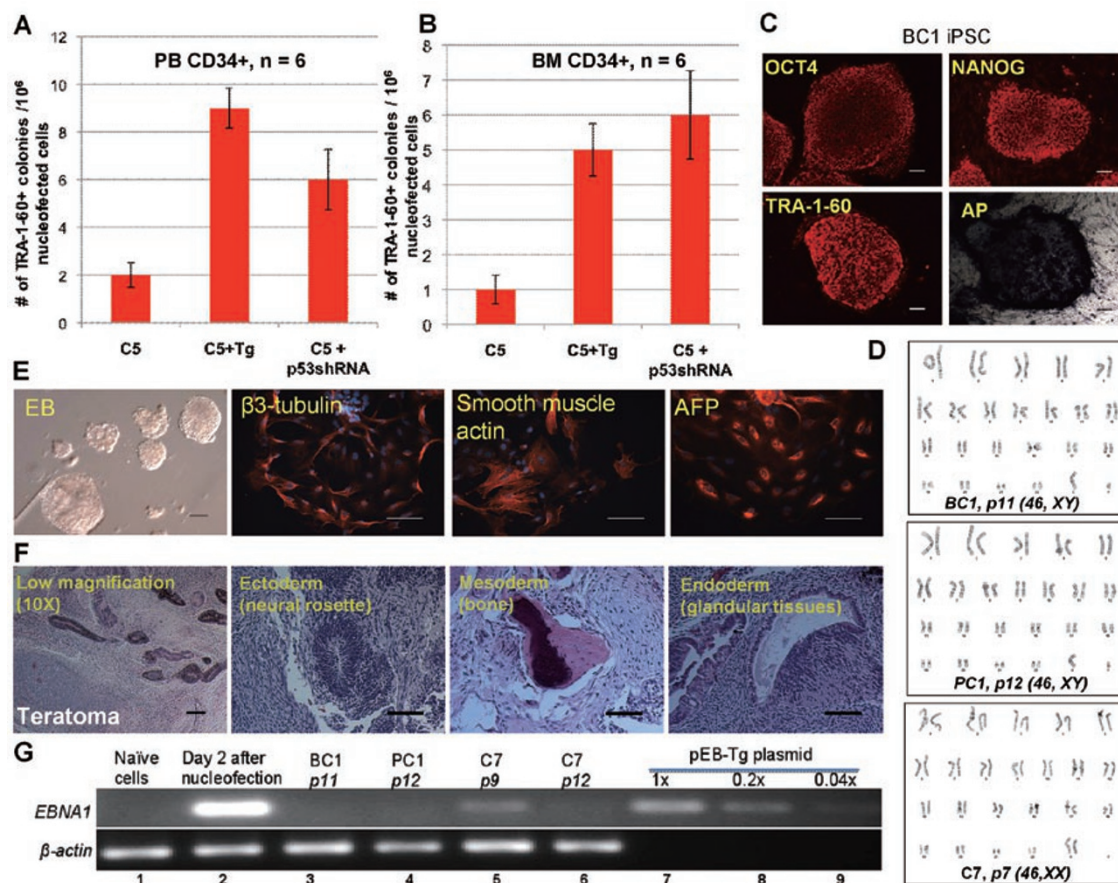 A
PB CD34+, n = 6
# of TRA-1-60+ colonies /10⁶
nucleofected cells
12
10
8
6
4
2
0
C5
C5+Tg
C5 +
p53shRNA
B
BM CD34+, n = 6
# of TRA-1-60+ colonies / 10⁶
nucleofected cells
8
7
6
5
4
3
2
1
0
C5
C5+Tg
C5 +
p53shRNA
C
BC1 iPSC
OCT4
NANOG
TRA-1-60
AP
D
BC1, p11 (46, XY)
PC1, p12 (46, XY)
C7, p7 (46,XX)
E
EB
β3-tubulin
Smooth muscle
actin
AFP
F
Low magnification
(10X)
Teratoma
Ectoderm
(neural rosette)
Mesoderm
(bone)
Endoderm
(glandular tissues)
G
Naïve
cells
Day 2 after
nucleofection
BC1
p11
PC1
p12
C7
p9
C7
p12
pEB-Tg plasmid
1x 0.2x 0.04x
EBNA1
β-actin
1 2 3 4 5 6 7 8 9